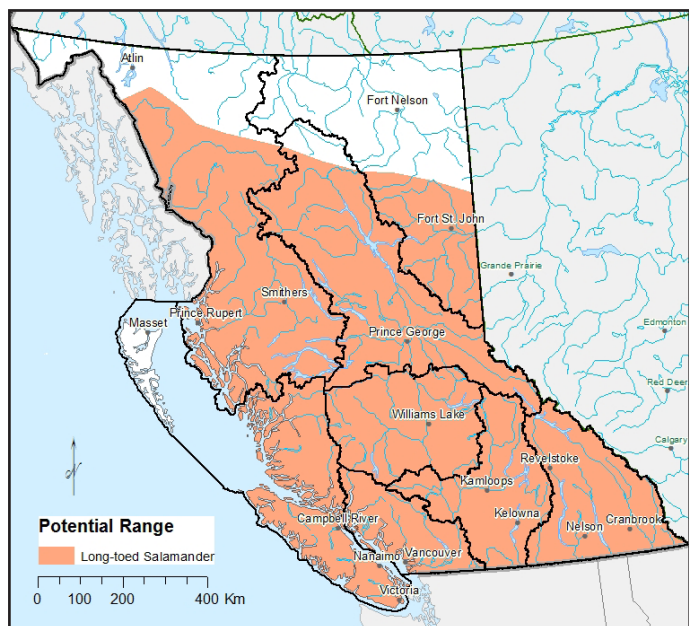 Atlin
Fort Nelson
Fort St. John
Grande Prairie
Smithers
Prince Rupert
Masset
Prince George
Edmonton
Red Deer
Williams Lake
Calgary
Revelstoke
Kamloops
Kelowna
Cranbrook
Nelson
Campbell River
Nanaimo
Vancouver
Victoria
Potential Range
Long-toed Salamander
0 100 200 400 Km